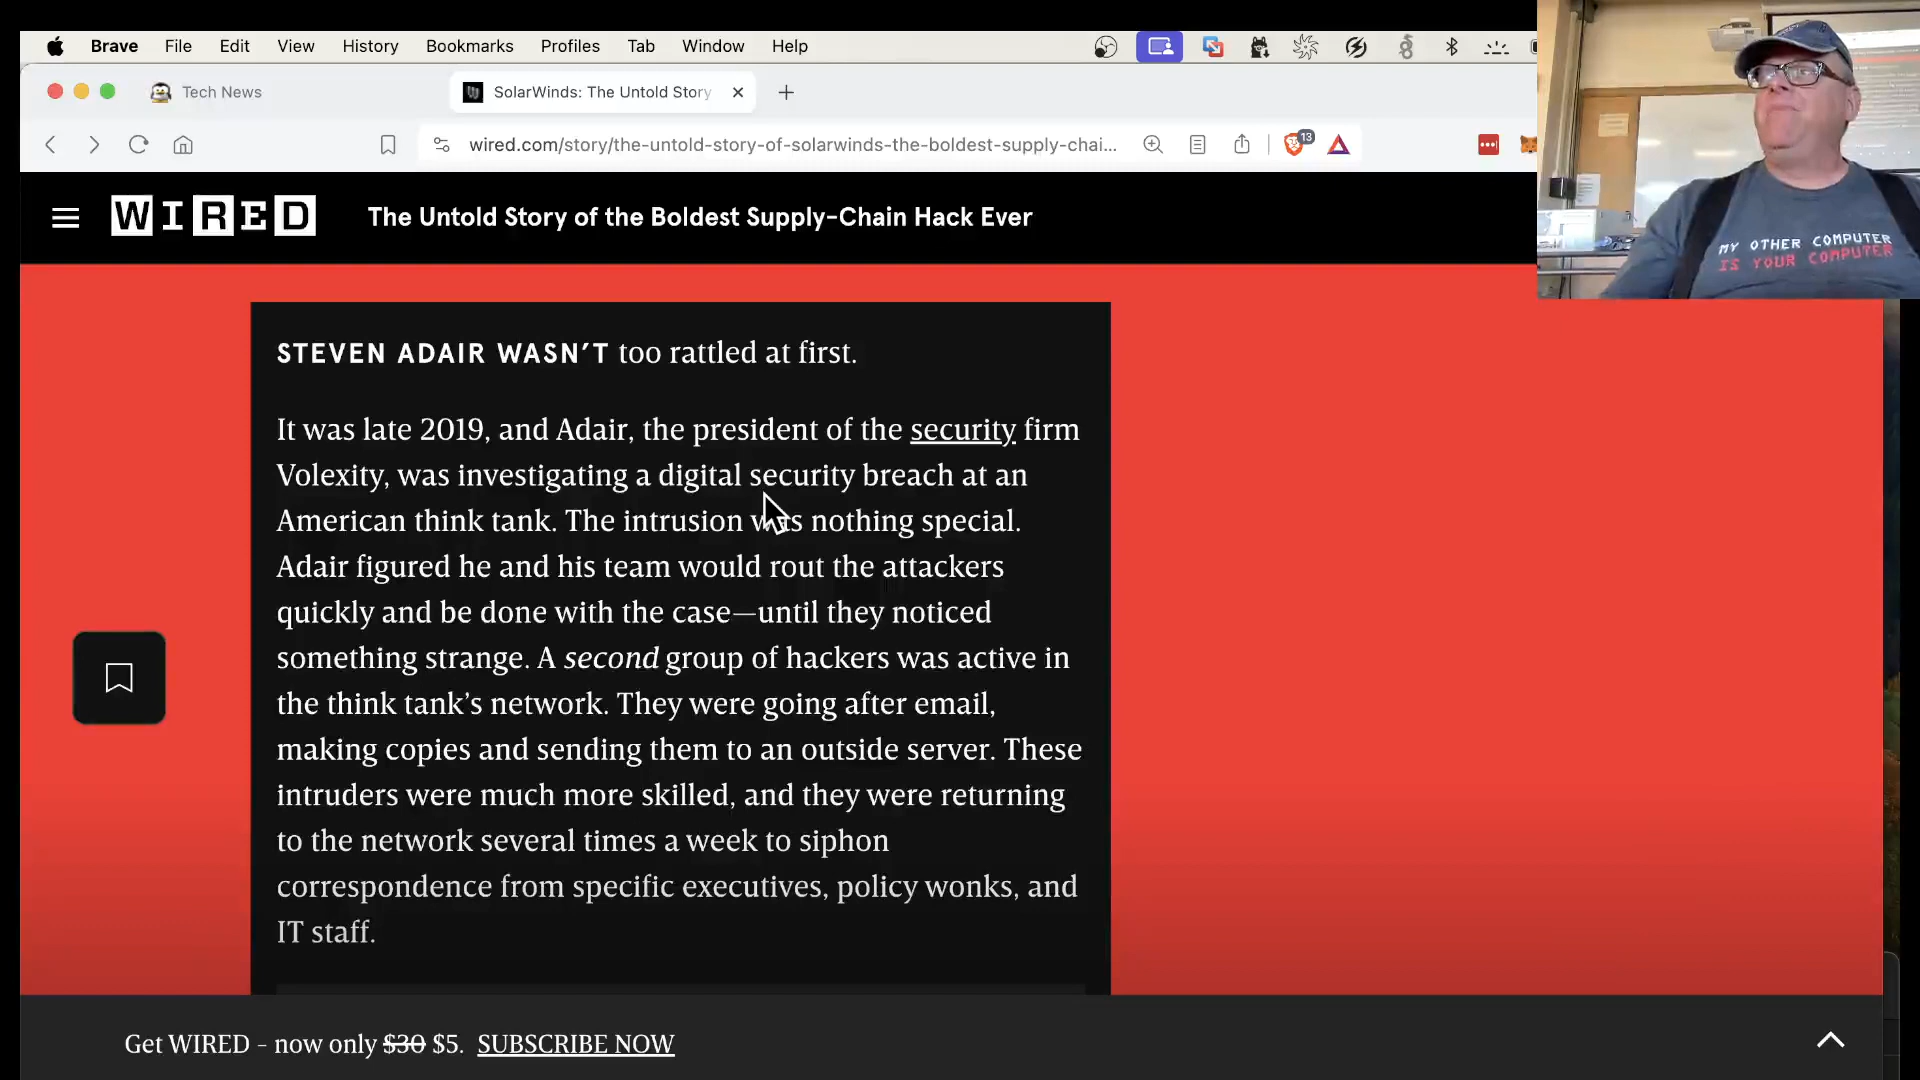 Brave File Edit View History Bookmarks Profiles Tab Window Help
Tech News
SolarWinds: The Untold Story
wired.com/story/the-untold-story-of-solarwinds-the-boldest-supply-chai...
13
WIRED
The Untold Story of the Boldest Supply-Chain Hack Ever
MY OTHER COMPUTER
IS YOUR COMPUTER
STEVEN ADAIR WASN’T too rattled at first.
It was late 2019, and Adair, the president of the security firm
Volexity, was investigating a digital security breach at an
American think tank. The intrusion was nothing special.
Adair figured he and his team would rout the attackers
quickly and be done with the case—until they noticed
something strange. A second group of hackers was active in
the think tank’s network. They were going after email,
making copies and sending them to an outside server. These
intruders were much more skilled, and they were returning
to the network several times a week to siphon
correspondence from specific executives, policy wonks, and
IT staff.
Get WIRED – now only $30 $5. SUBSCRIBE NOW